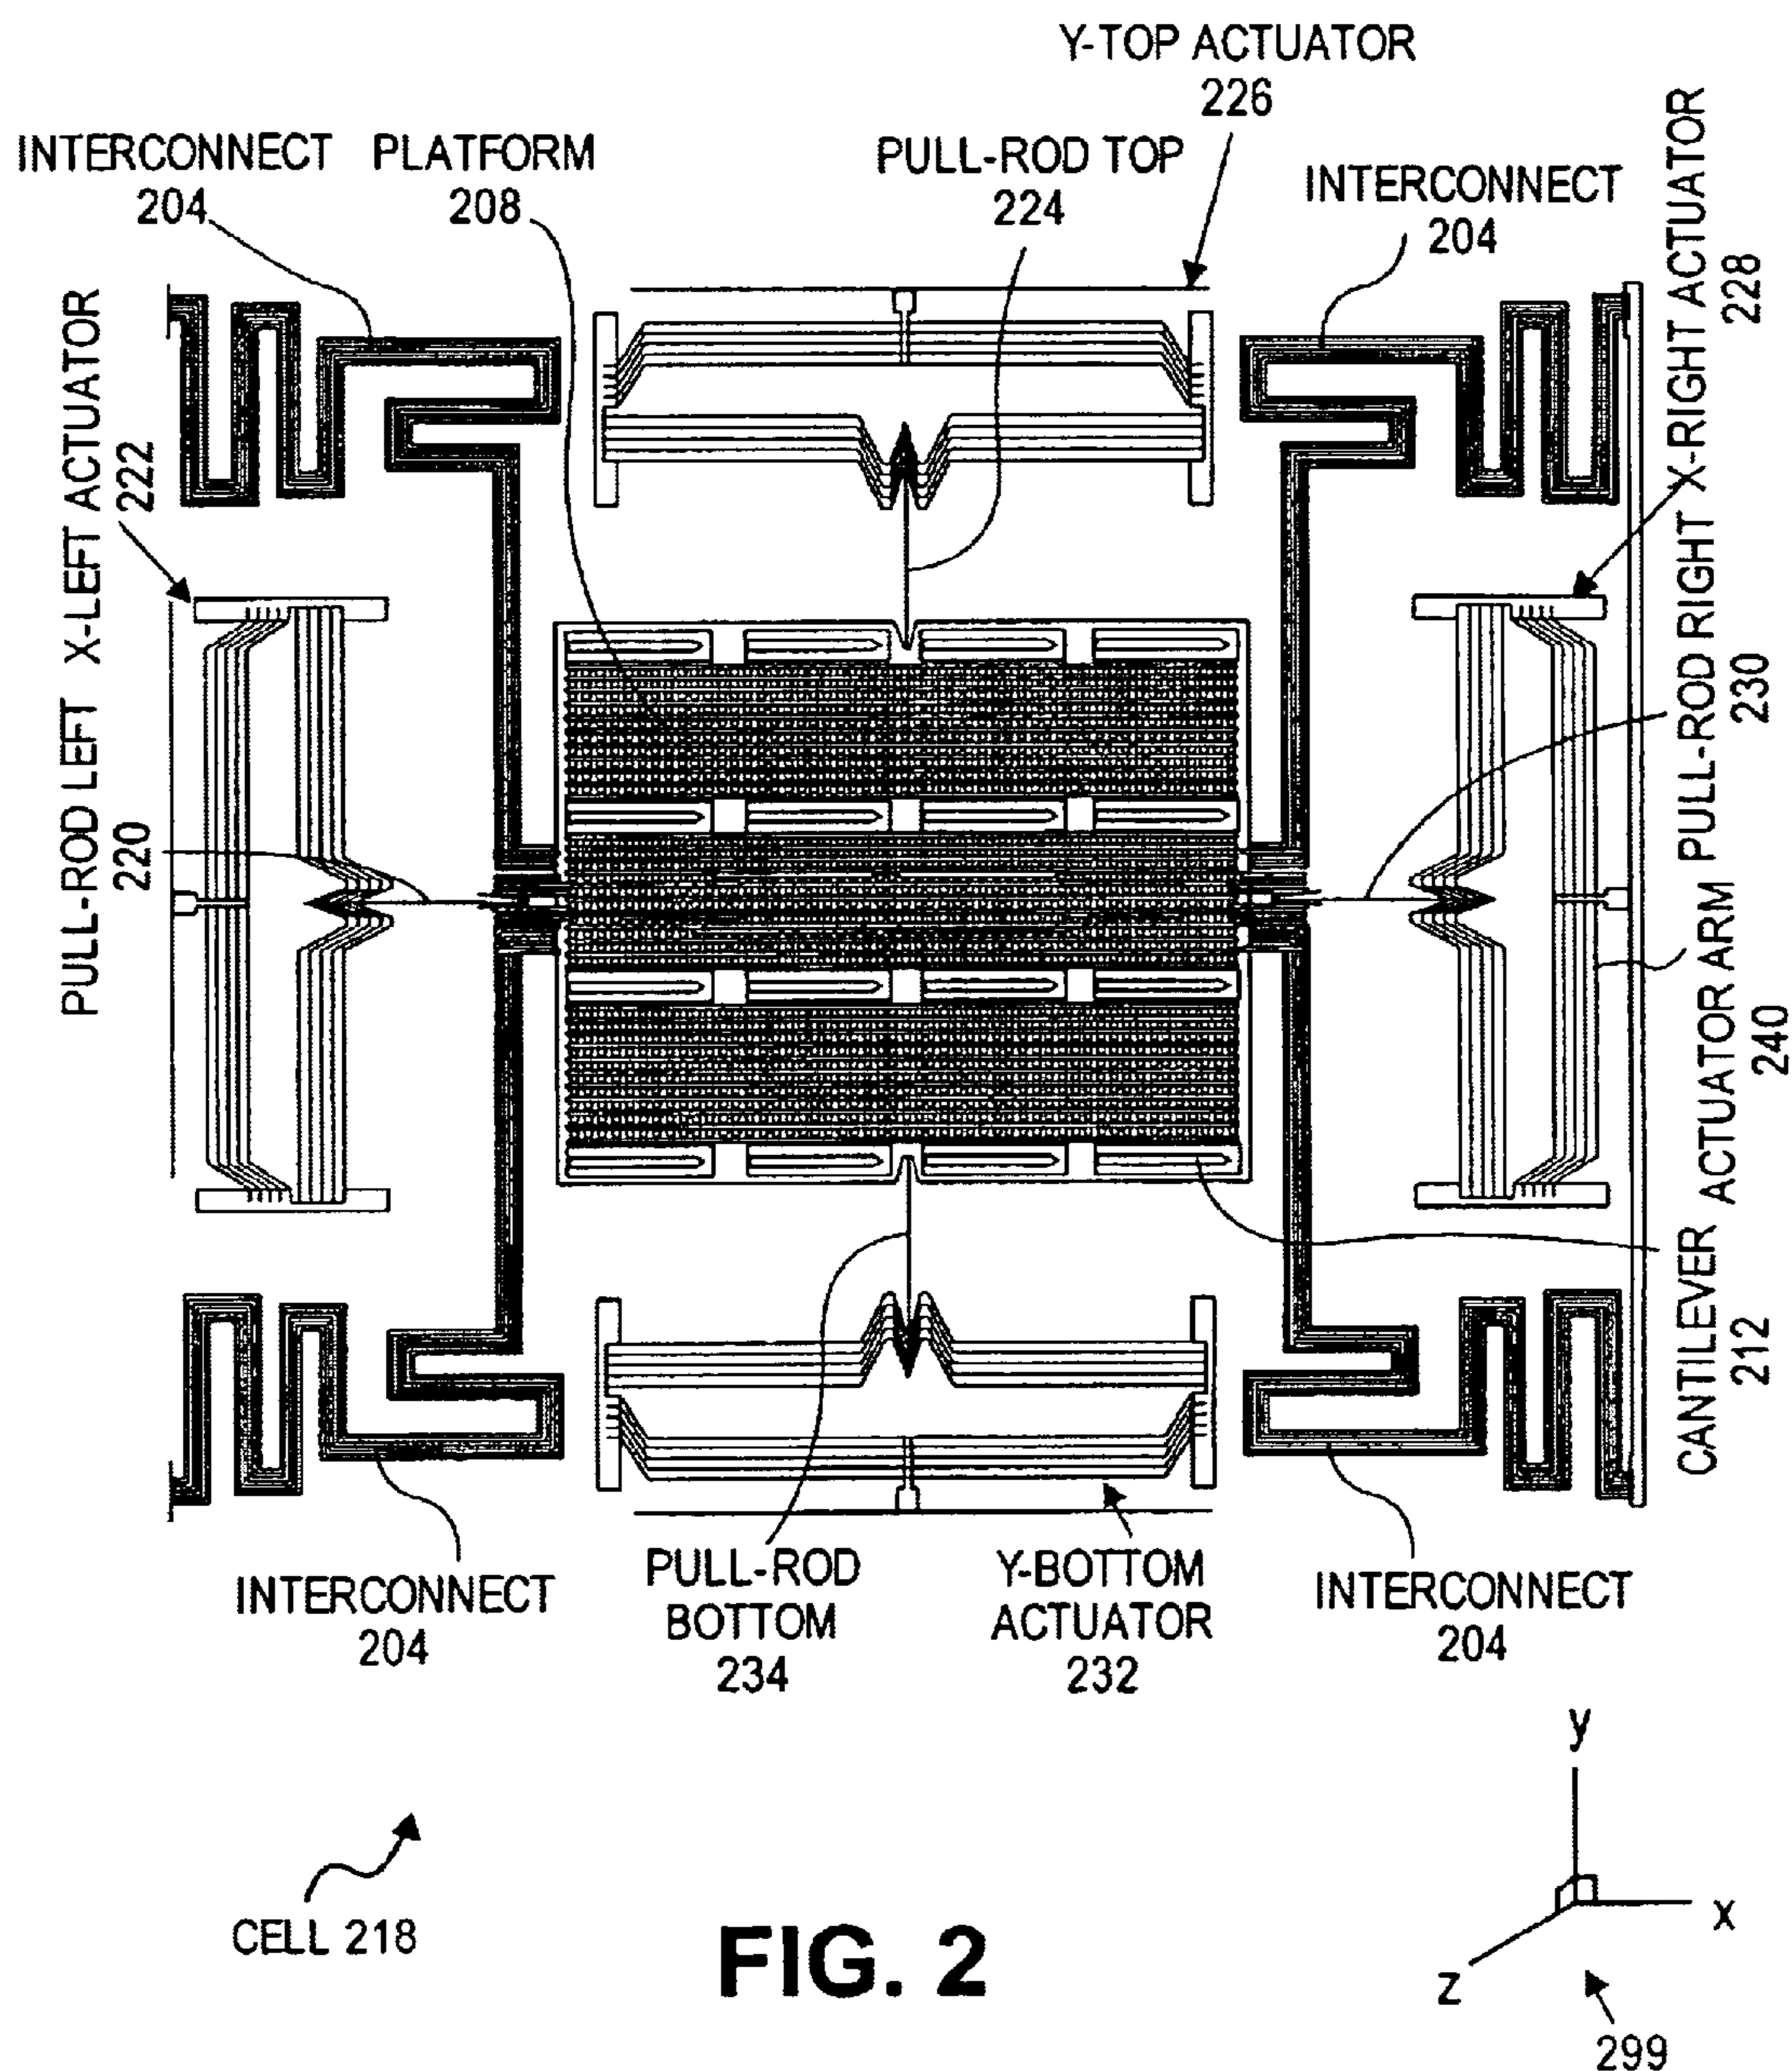 Y-TOP ACTUATOR
226
INTERCONNECT
204
PLATFORM
208
PULL-ROD TOP
224
INTERCONNECT
204
X-RIGHT ACTUATOR
228
X-LEFT ACTUATOR
222
PULL-ROD LEFT
220
PULL-ROD RIGHT
230
ACTUATOR ARM
240
CANTILEVER
212
INTERCONNECT
204
PULL-ROD
BOTTOM
234
Y-BOTTOM
ACTUATOR
232
INTERCONNECT
204
CELL 218
FIG. 2
y
x
z
299